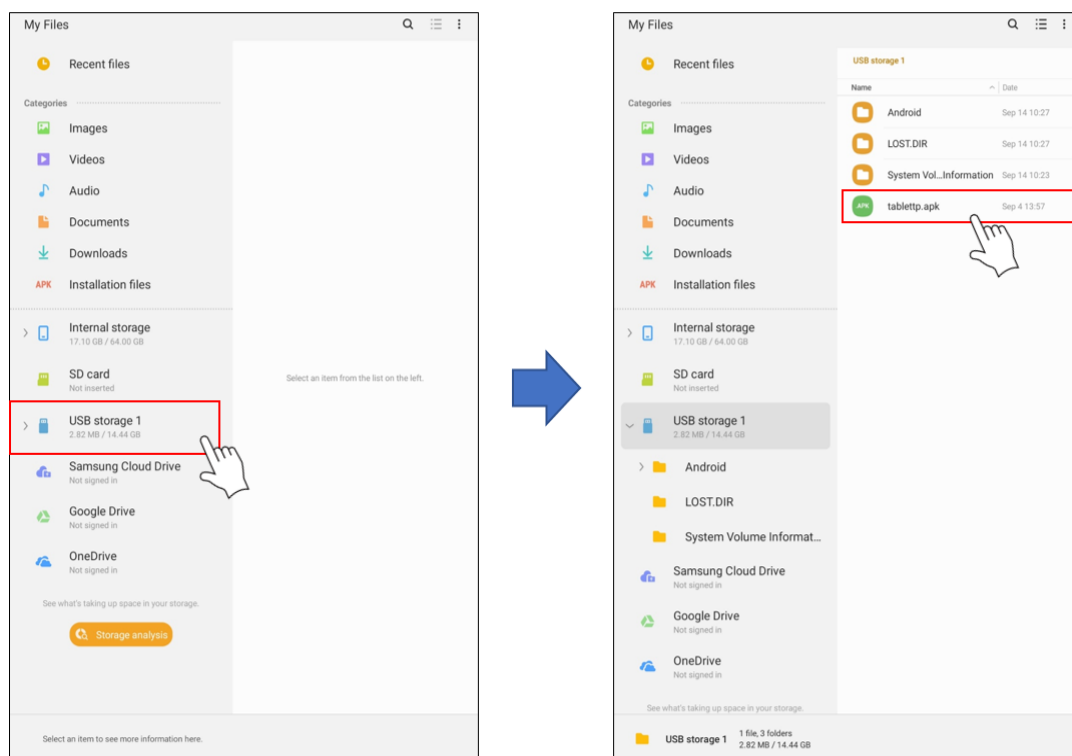 My Files
Recent files
Categories
Images
Videos
Audio
Documents
Downloads
APK Installation files
Internal storage
17.10 GB / 64.00 GB
SD card
Not inserted
USB storage 1
2.82 MB / 14.44 GB
Samsung Cloud Drive
Not signed in
Google Drive
Not signed in
OneDrive
Not signed in
See what's taking up space in your storage.
Storage analysis
Select an item from the list on the left.
Select an item to see more information here.
My Files
Recent files
Categories
Images
Videos
Audio
Documents
Downloads
APK Installation files
Internal storage
17.10 GB / 64.00 GB
SD card
Not inserted
USB storage 1
2.82 MB / 14.44 GB
Android
LOST.DIR
System Volume Informat...
Samsung Cloud Drive
Not signed in
Google Drive
Not signed in
OneDrive
Not signed in
See what's taking up space in your storage.
USB storage 1
Name Date
Android Sep 14 10:27
LOST.DIR Sep 14 10:27
System Vol...Information Sep 14 10:23
APK tablettp.apk Sep 4 13:57
USB storage 1
1 file, 3 folders
2.82 MB / 14.44 GB